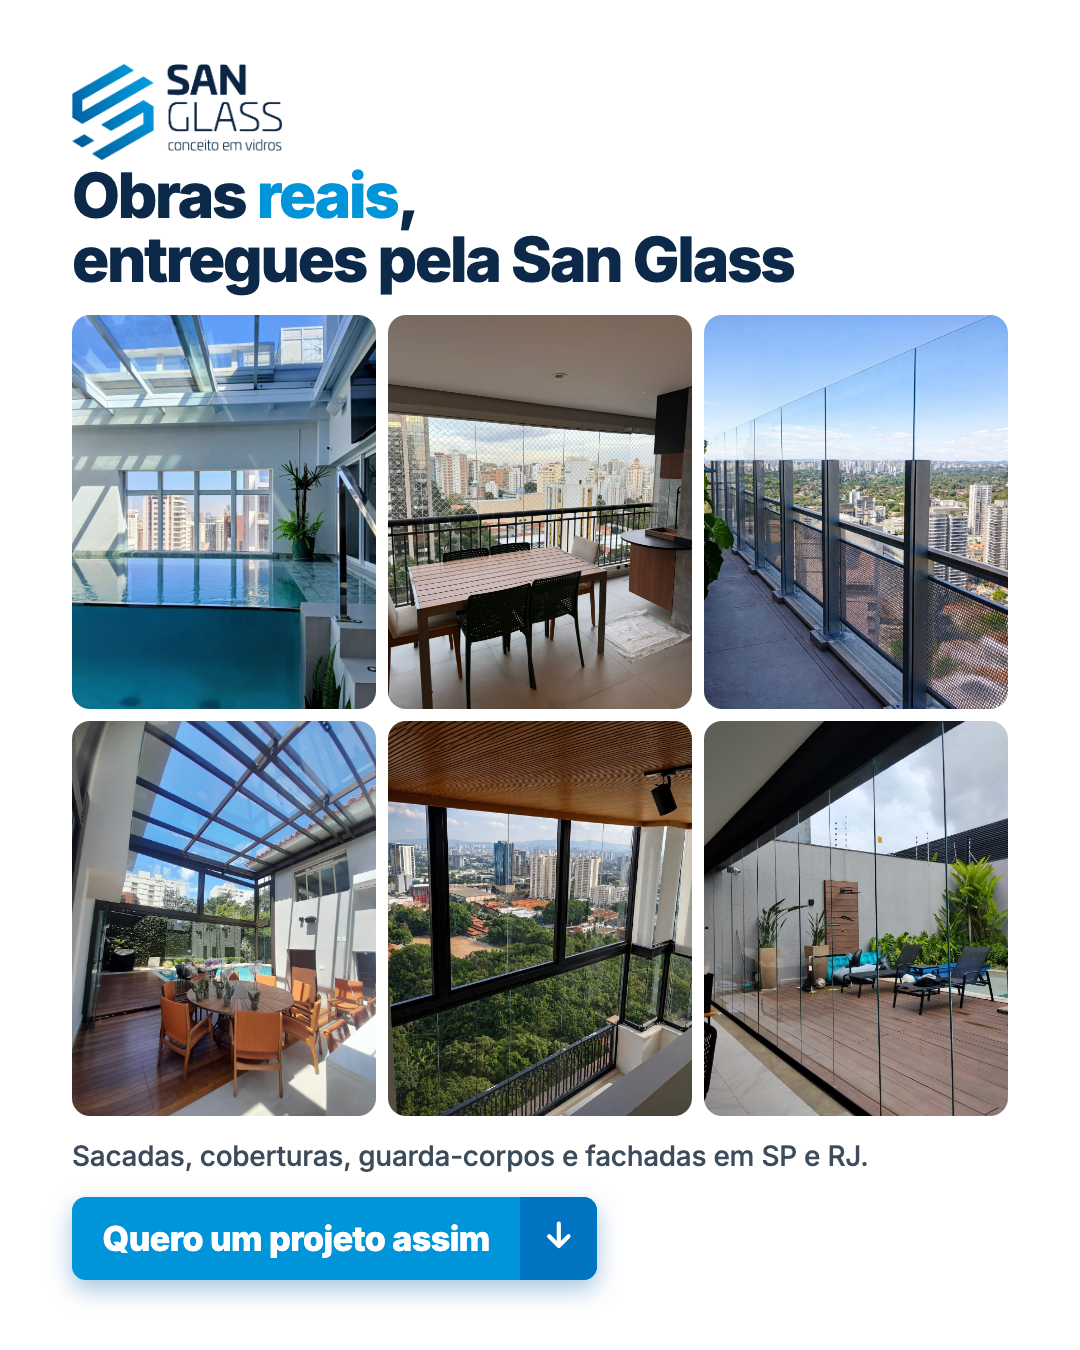 SAN
GLASS
conceito em vidros
Obras reais,
entregues pela San Glass
Sacadas, coberturas, guarda-corpos e fachadas em SP e RJ.
Quero um projeto assim